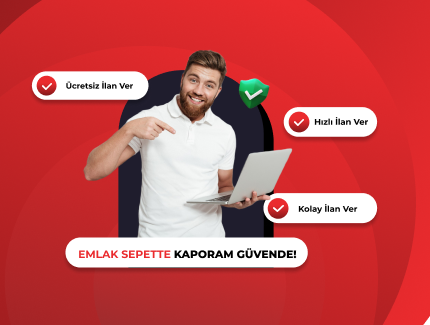 Ücretsiz İlan Ver
Hızlı İlan Ver
Kolay İlan Ver
EMLAK SEPETTE KAPORAM GÜVENDE!